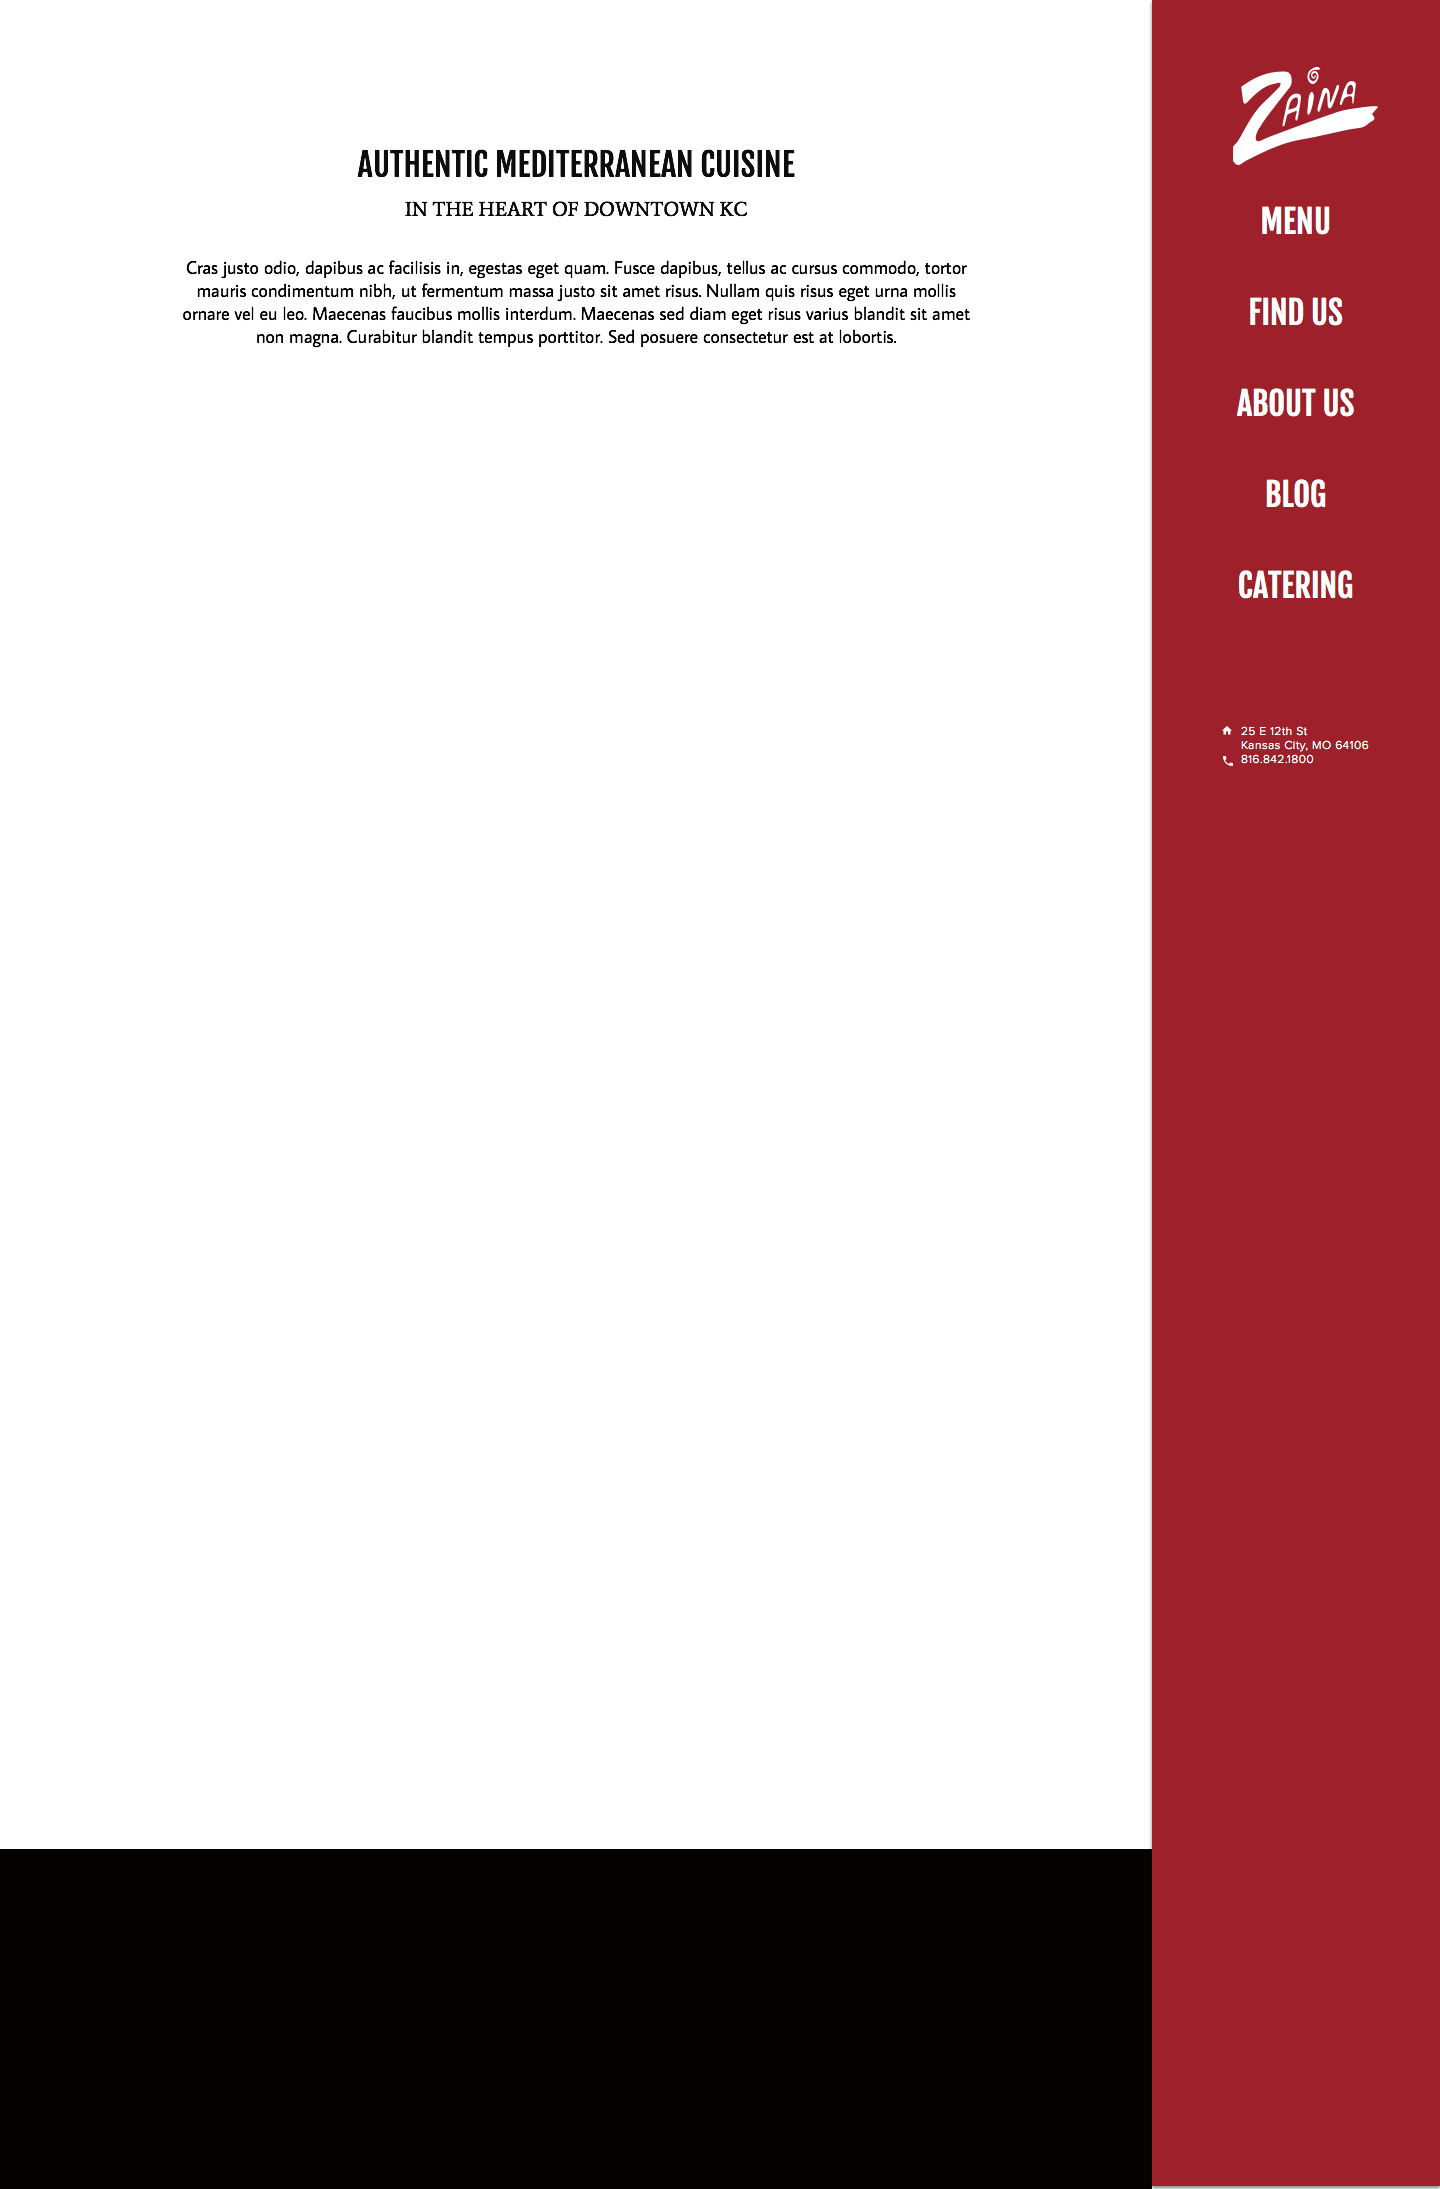 AUTHENTIC MEDITERRANEAN CUISINE
IN THE HEART OF DOWNTOWN KC
Cras justo odio, dapibus ac facilisis in, egestas eget quam. Fusce dapibus, tellus ac cursus commodo, tortor
mauris condimentum nibh, ut fermentum massa justo sit amet risus. Nullam quis risus eget urna mollis
ornare vel eu leo. Maecenas faucibus mollis interdum. Maecenas sed diam eget risus varius blandit sit amet
non magna. Curabitur blandit tempus porttitor. Sed posuere consectetur est at lobortis.
ZAINA
MENU
FIND US
ABOUT US
BLOG
CATERING
25 E 12th St
Kansas City, MO 64106
816.842.1800